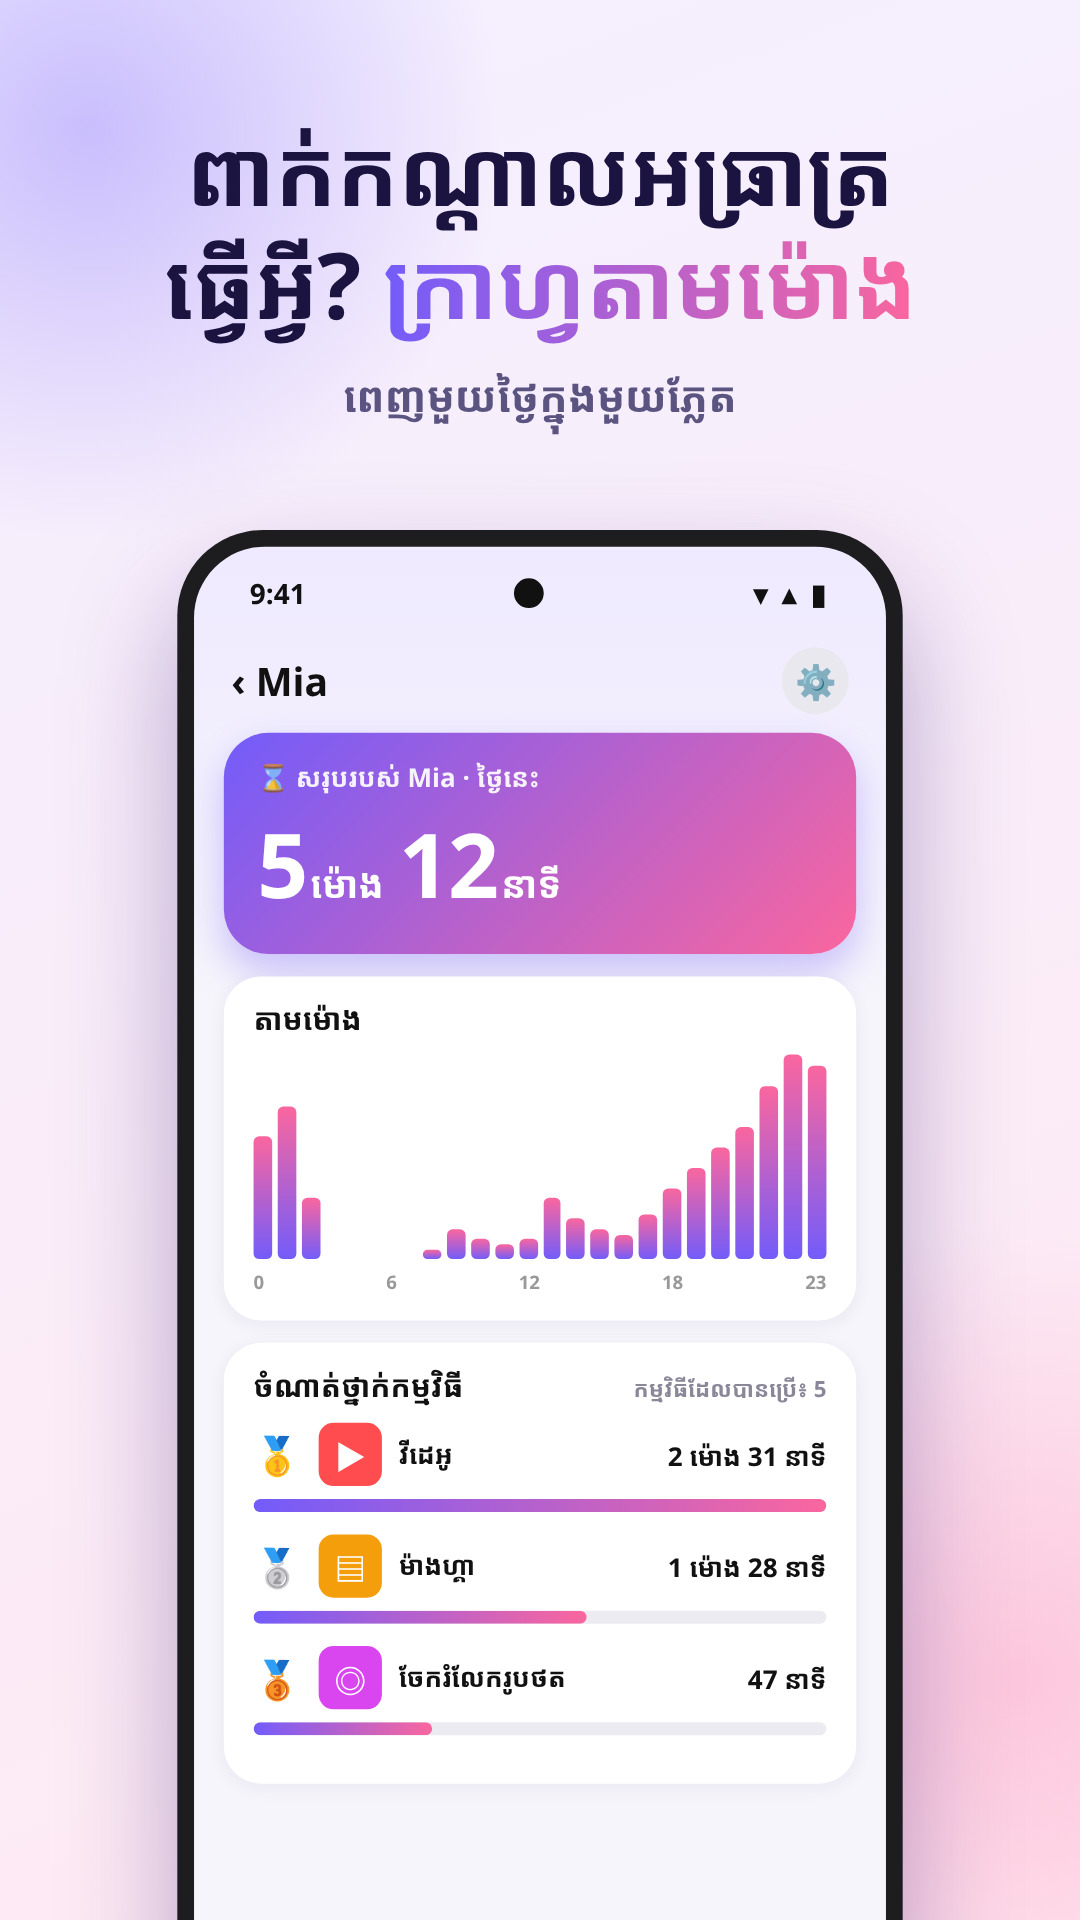 ពាក់កណ្ដាលអធ្រាត្រ
ធ្វើអ្វី? ក្រាហ្វតាមម៉ោង
ពេញមួយថ្ងៃក្នុងមួយភ្លែត
9:41
‹ Mia
សរុបរបស់ Mia · ថ្ងៃនេះ
5ម៉ោង 12នាទី
តាមម៉ោង
0 6 12 18 23
ចំណាត់ថ្នាក់កម្មវិធី កម្មវិធីដែលបានប្រើ៖ 5
វីដេអូ 2 ម៉ោង 31 នាទី
ម៉ាងហ្គា 1 ម៉ោង 28 នាទី
ចែករំលែករូបថត 47 នាទី